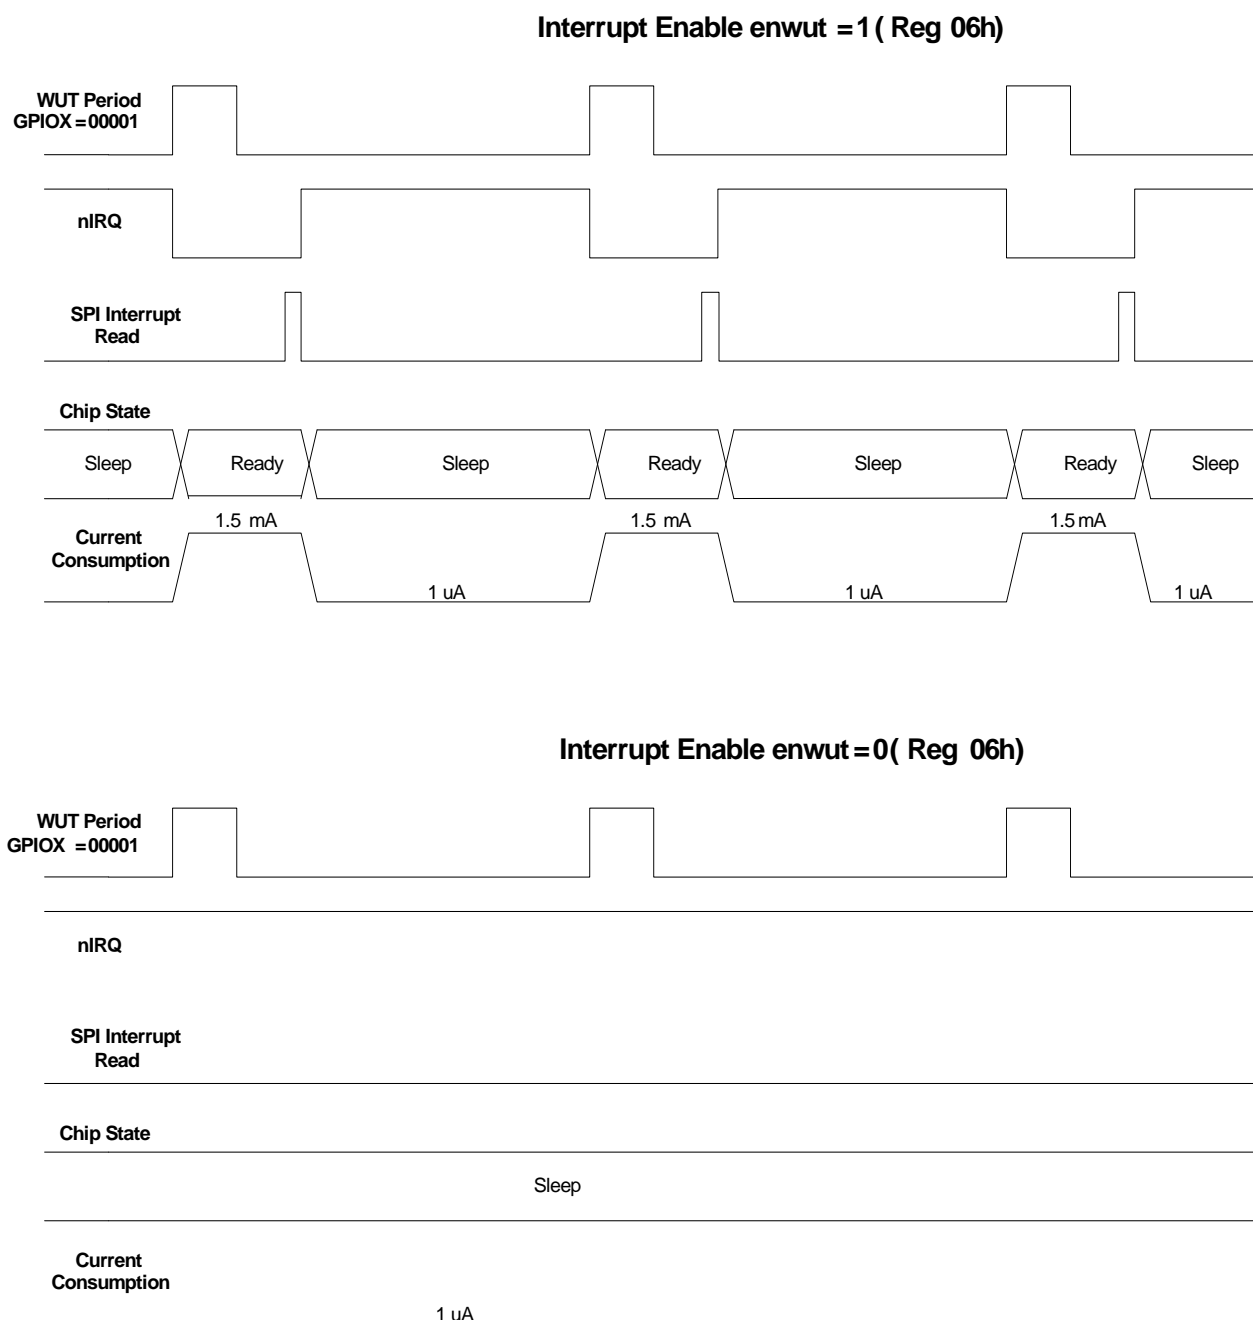 Interrupt Enable enwut =1( Reg 06h)
WUT Period
GPIOX=00001
nIRQ
SPI Interrupt
Read
Chip State
Sleep Ready Sleep Ready Sleep Ready Sleep
1.5 mA 1.5 mA 1.5 mA
Current
Consumption
1 uA 1 uA 1 uA
Interrupt Enable enwut=0( Reg 06h)
WUT Period
GPIOX =00001
nIRQ
SPI Interrupt
Read
Chip State
Sleep
Current
Consumption
1 uA